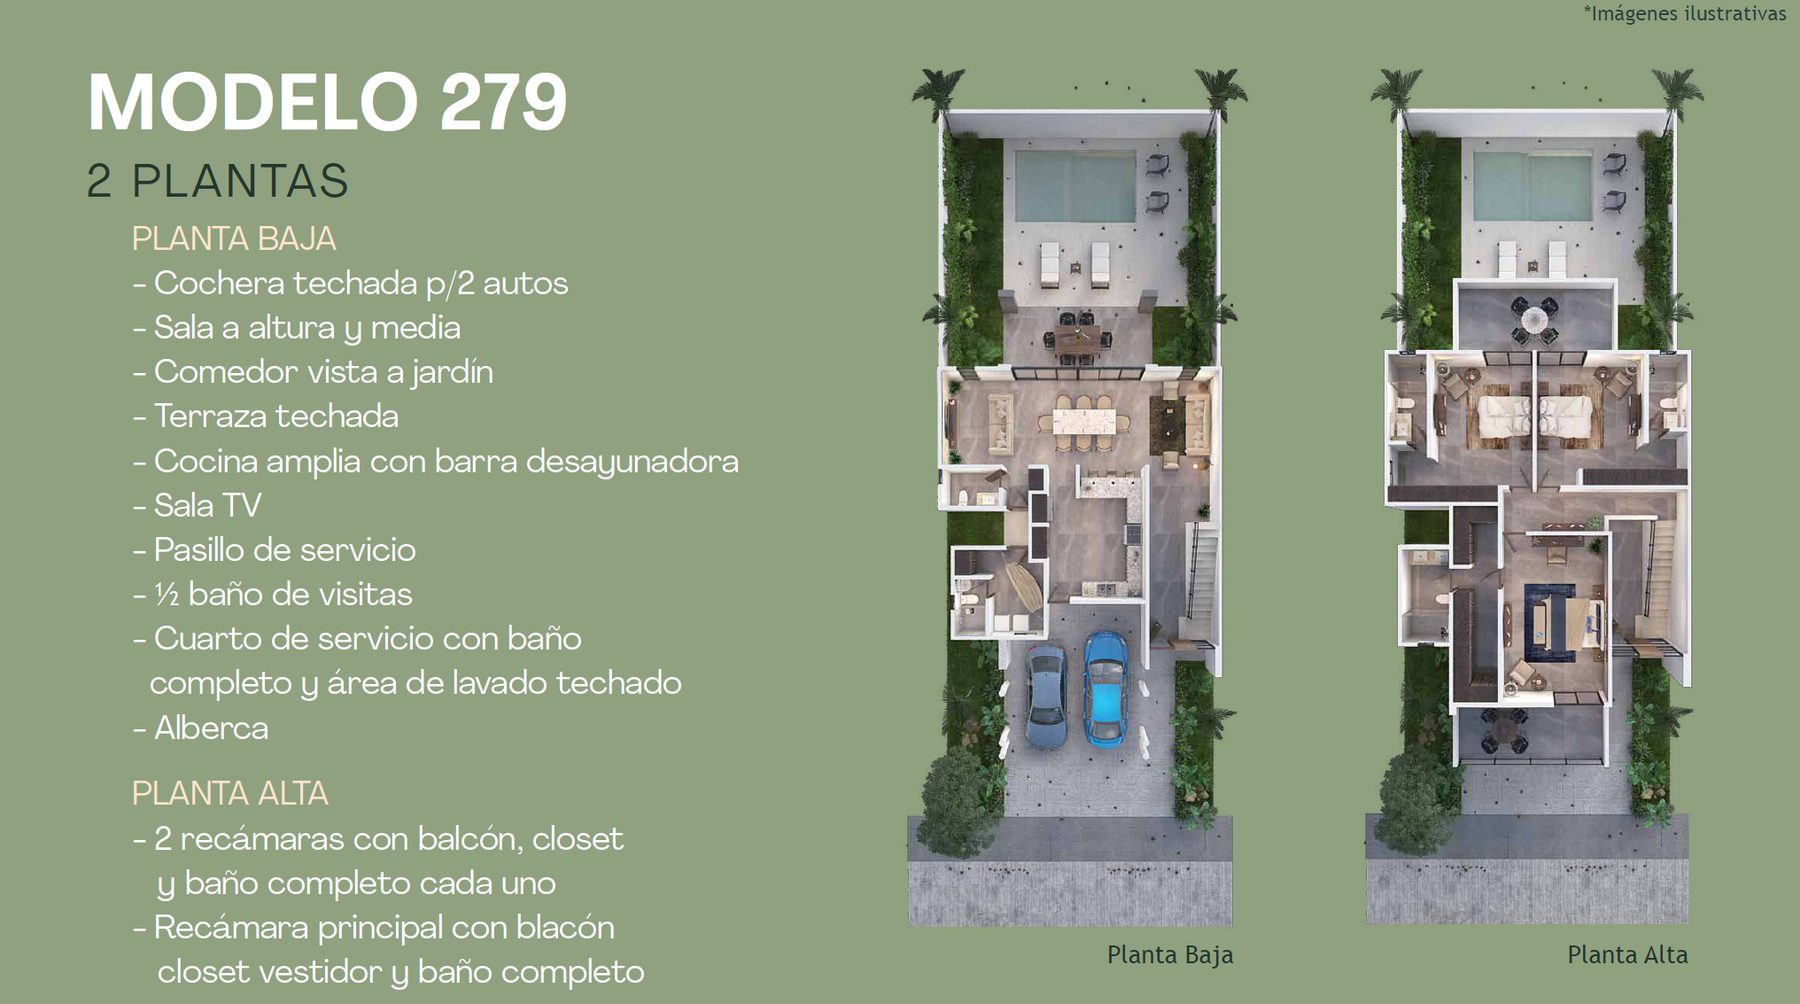 *Imágenes ilustrativas
MODELO 279
2 PLANTAS
PLANTA BAJA
- Cochera techada p/2 autos
- Sala a altura y media
- Comedor vista a jardín
- Terraza techada
- Cocina amplia con barra desayunadora
- Sala TV
- Pasillo de servicio
- ½ baño de visitas
- Cuarto de servicio con baño
completo y área de lavado techado
- Alberca
PLANTA ALTA
- 2 recámaras con balcón, closet
y baño completo cada uno
- Recámara principal con blacón
closet vestidor y baño completo
Planta Baja
Planta Alta